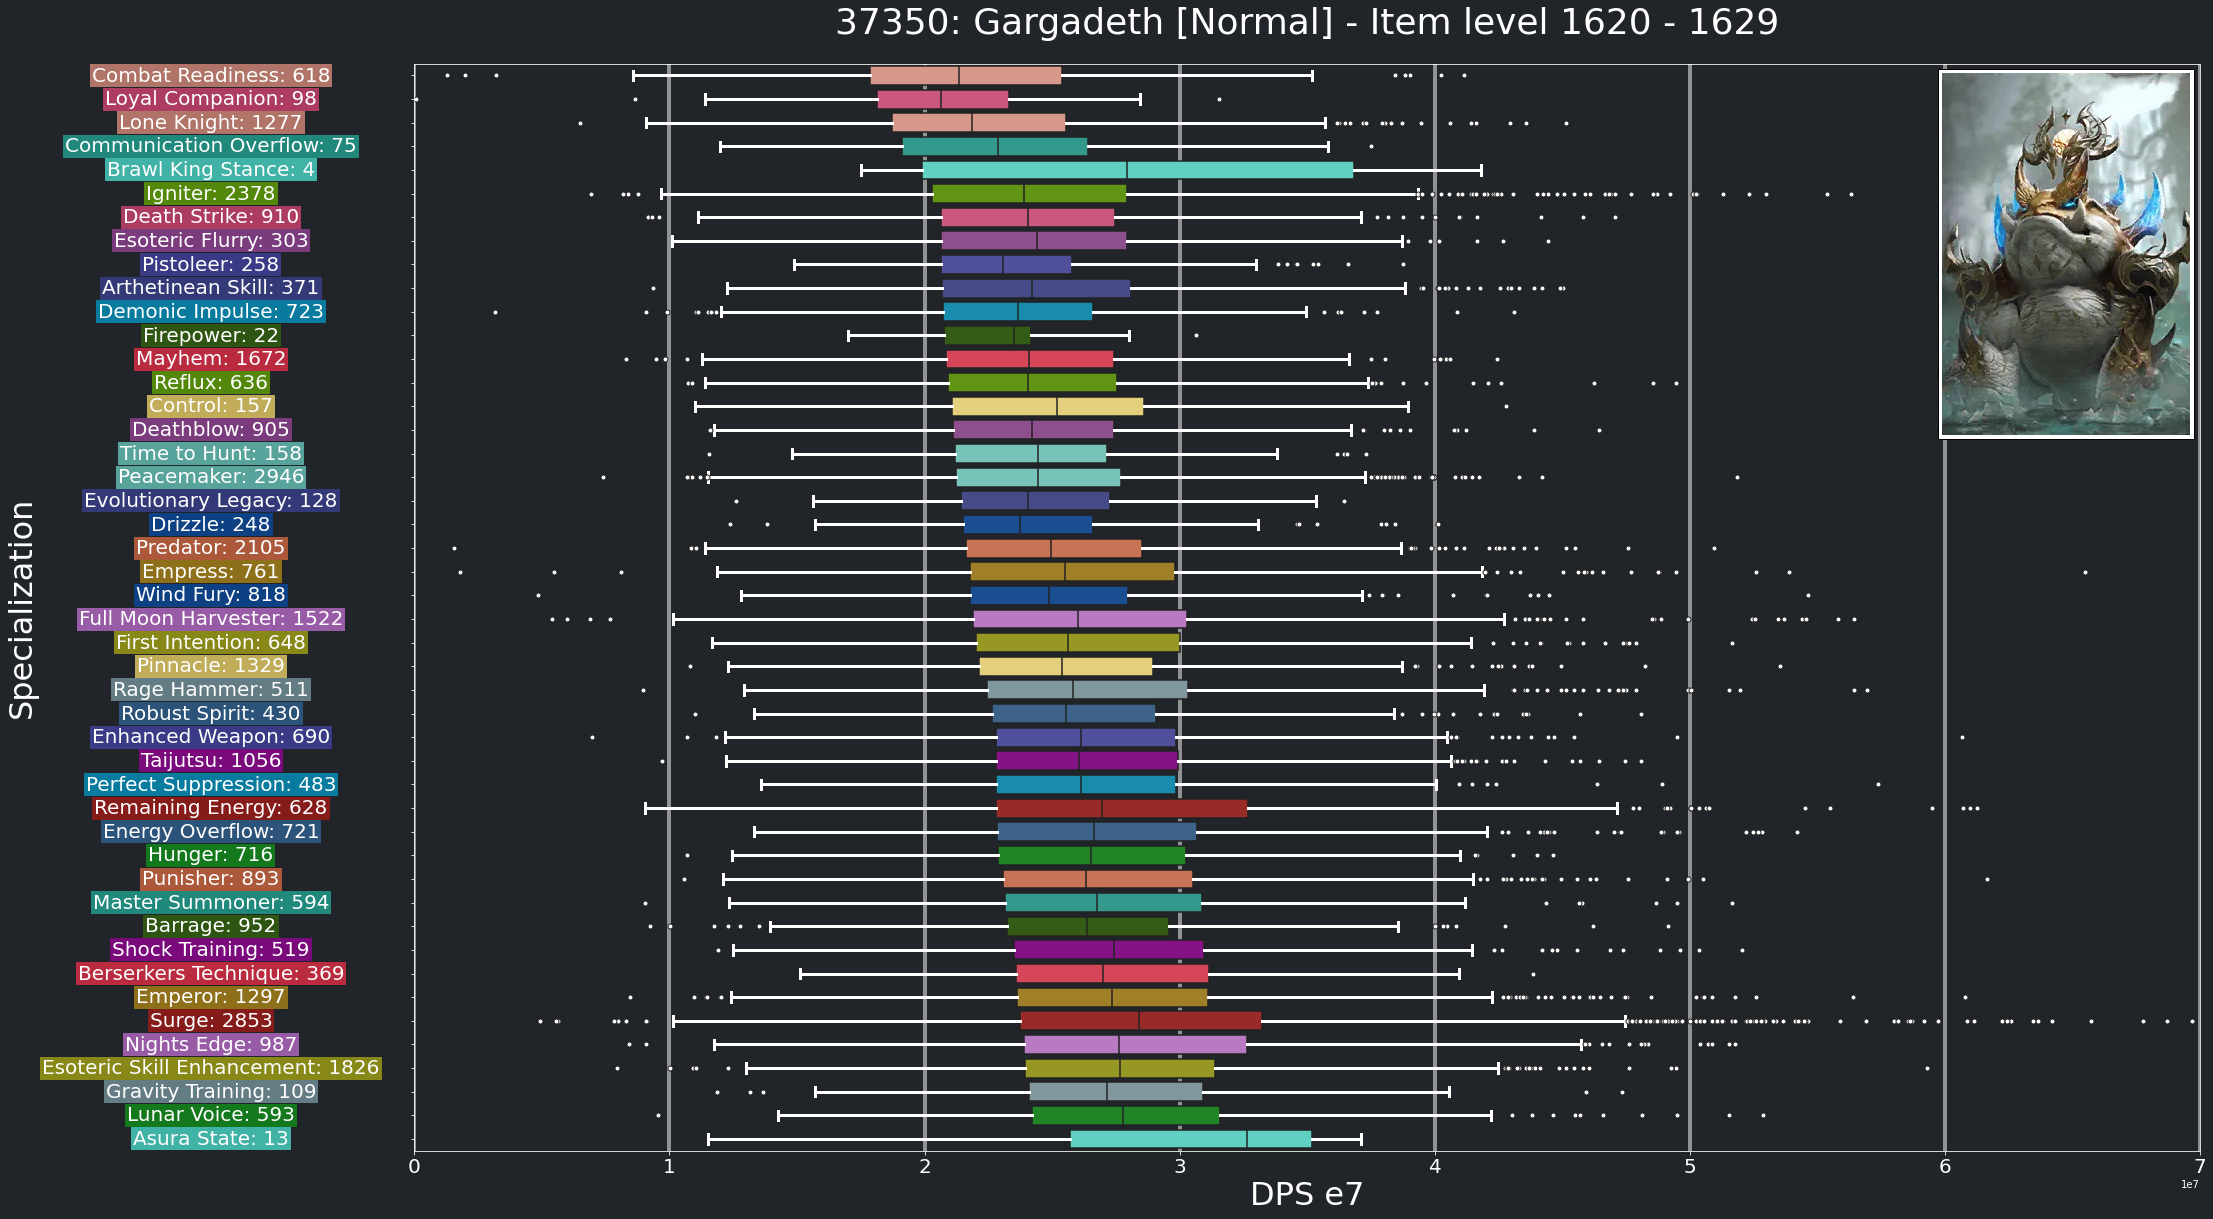 37350: Gargadeth [Normal] - Item level 1620 - 1629
Combat Readiness: 618
Loyal Companion: 98
Lone Knight: 1277
Communication Overflow: 75
Brawl King Stance: 4
Igniter: 2378
Death Strike: 910
Esoteric Flurry: 303
Pistoleer: 258
Arthetinean Skill: 371
Demonic Impulse: 723
Firepower: 22
Mayhem: 1672
Reflux: 636
Control: 157
Deathblow: 905
Time to Hunt: 158
Peacemaker: 2946
Evolutionary Legacy: 128
Drizzle: 248
Predator: 2105
Empress: 761
Wind Fury: 818
Full Moon Harvester: 1522
First Intention: 648
Pinnacle: 1329
Rage Hammer: 511
Robust Spirit: 430
Enhanced Weapon: 690
Taijutsu: 1056
Perfect Suppression: 483
Remaining Energy: 628
Energy Overflow: 721
Hunger: 716
Punisher: 893
Master Summoner: 594
Barrage: 952
Shock Training: 519
Berserkers Technique: 369
Emperor: 1297
Surge: 2853
Nights Edge: 987
Esoteric Skill Enhancement: 1826
Gravity Training: 109
Lunar Voice: 593
Asura State: 13
Specialization
0 1 2 3 4 5 6 7
1e7
DPS e7